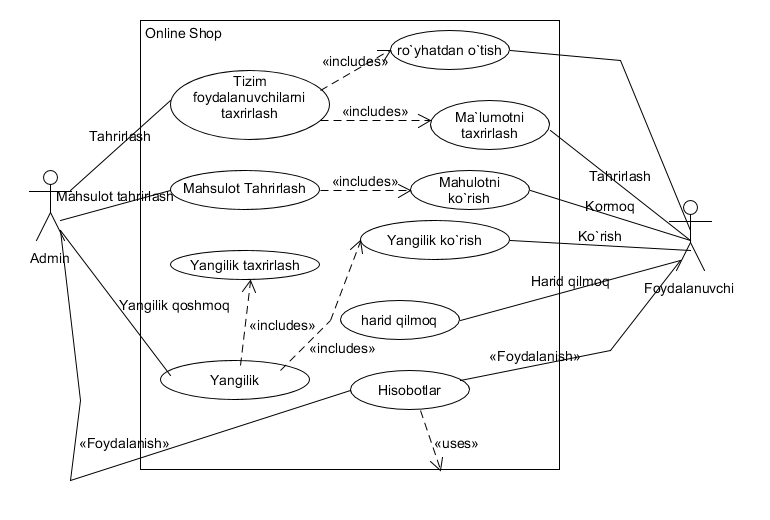 Online Shop
ro`yhatdan o`tish
«includes»
Tizim
foydalanuvchilarni
taxrirlash
«includes»
Ma`lumotni
taxrirlash
Tahrirlash
Tahrirlash
Mahsulot tahrirlash
Mahsulot Tahrirlash
«includes»
Mahulotni
ko`rish
Kormoq
Admin
Yangilik ko`rish
Ko`rish
Yangilik taxrirlash
Harid qilmoq
Foydalanuvchi
Yangilik qoshmoq
«includes»
harid qilmoq
«includes»
«Foydalanish»
Yangilik
Hisobotlar
«Foydalanish»
«uses»